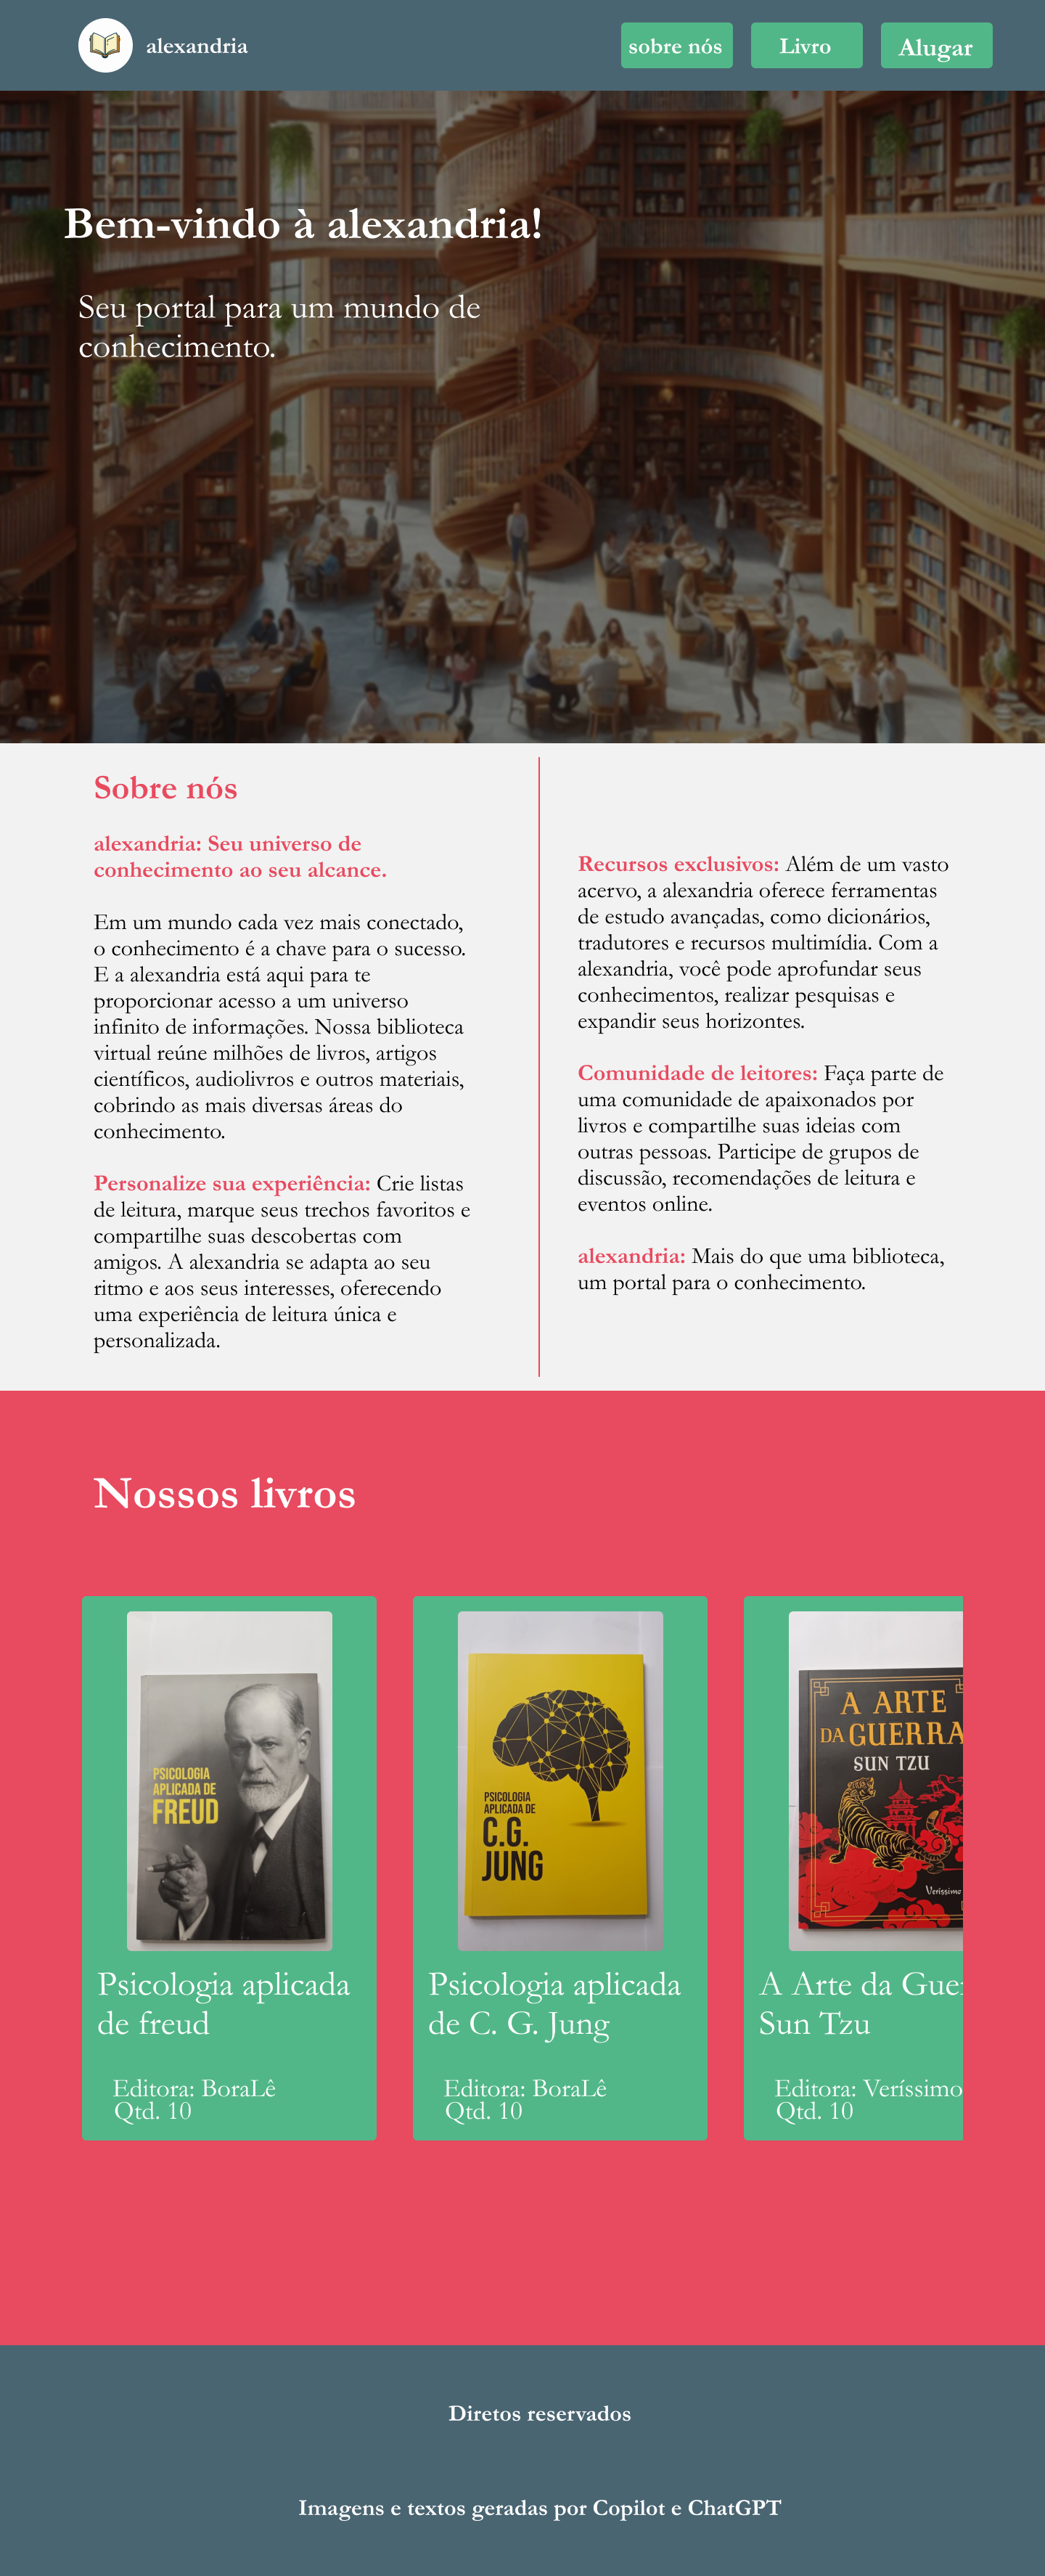 alexandria
sobre nós
Livro
Alugar
Bem-vindo à alexandria!
Seu portal para um mundo de
conhecimento.
Sobre nós
alexandria: Seu universo de
conhecimento ao seu alcance.
Em um mundo cada vez mais conectado,
o conhecimento é a chave para o sucesso.
E a alexandria está aqui para te
proporcionar acesso a um universo
infinito de informações. Nossa biblioteca
virtual reúne milhões de livros, artigos
científicos, audiolivros e outros materiais,
cobrindo as mais diversas áreas do
conhecimento.
Personalize sua experiência: Crie listas
de leitura, marque seus trechos favoritos e
compartilhe suas descobertas com
amigos. A alexandria se adapta ao seu
ritmo e aos seus interesses, oferecendo
uma experiência de leitura única e
personalizada.
Recursos exclusivos: Além de um vasto
acervo, a alexandria oferece ferramentas
de estudo avançadas, como dicionários,
tradutores e recursos multimídia. Com a
alexandria, você pode aprofundar seus
conhecimentos, realizar pesquisas e
expandir seus horizontes.
Comunidade de leitores: Faça parte de
uma comunidade de apaixonados por
livros e compartilhe suas ideias com
outras pessoas. Participe de grupos de
discussão, recomendações de leitura e
eventos online.
alexandria: Mais do que uma biblioteca,
um portal para o conhecimento.
Nossos livros
PSICOLOGIA
APLICADA DE
FREUD
Psicologia aplicada
de freud
Editora: BoraLê
Qtd. 10
PSICOLOGIA
APLICADA DE
C.G.
JUNG
Psicologia aplicada
de C. G. Jung
Editora: BoraLê
Qtd. 10
A ARTE
DA GUERRA
SUN TZU
Veríssimo
A Arte da Gue
Sun Tzu
Editora: Veríssimo
Qtd. 10
Diretos reservados
Imagens e textos geradas por Copilot e ChatGPT